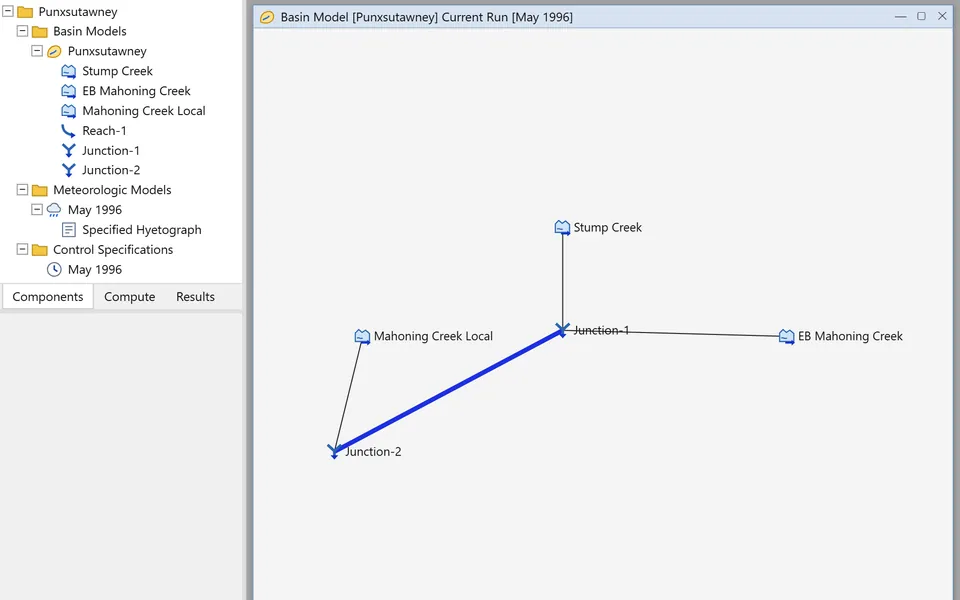 Punxsutawney
Basin Models
Punxsutawney
Stump Creek
EB Mahoning Creek
Mahoning Creek Local
Reach-1
Junction-1
Junction-2
Meteorologic Models
May 1996
Specified Hyetograph
Control Specifications
May 1996
Components Compute Results
Basin Model [Punxsutawney] Current Run [May 1996]
Stump Creek
Junction-1
Mahoning Creek Local
EB Mahoning Creek
Junction-2